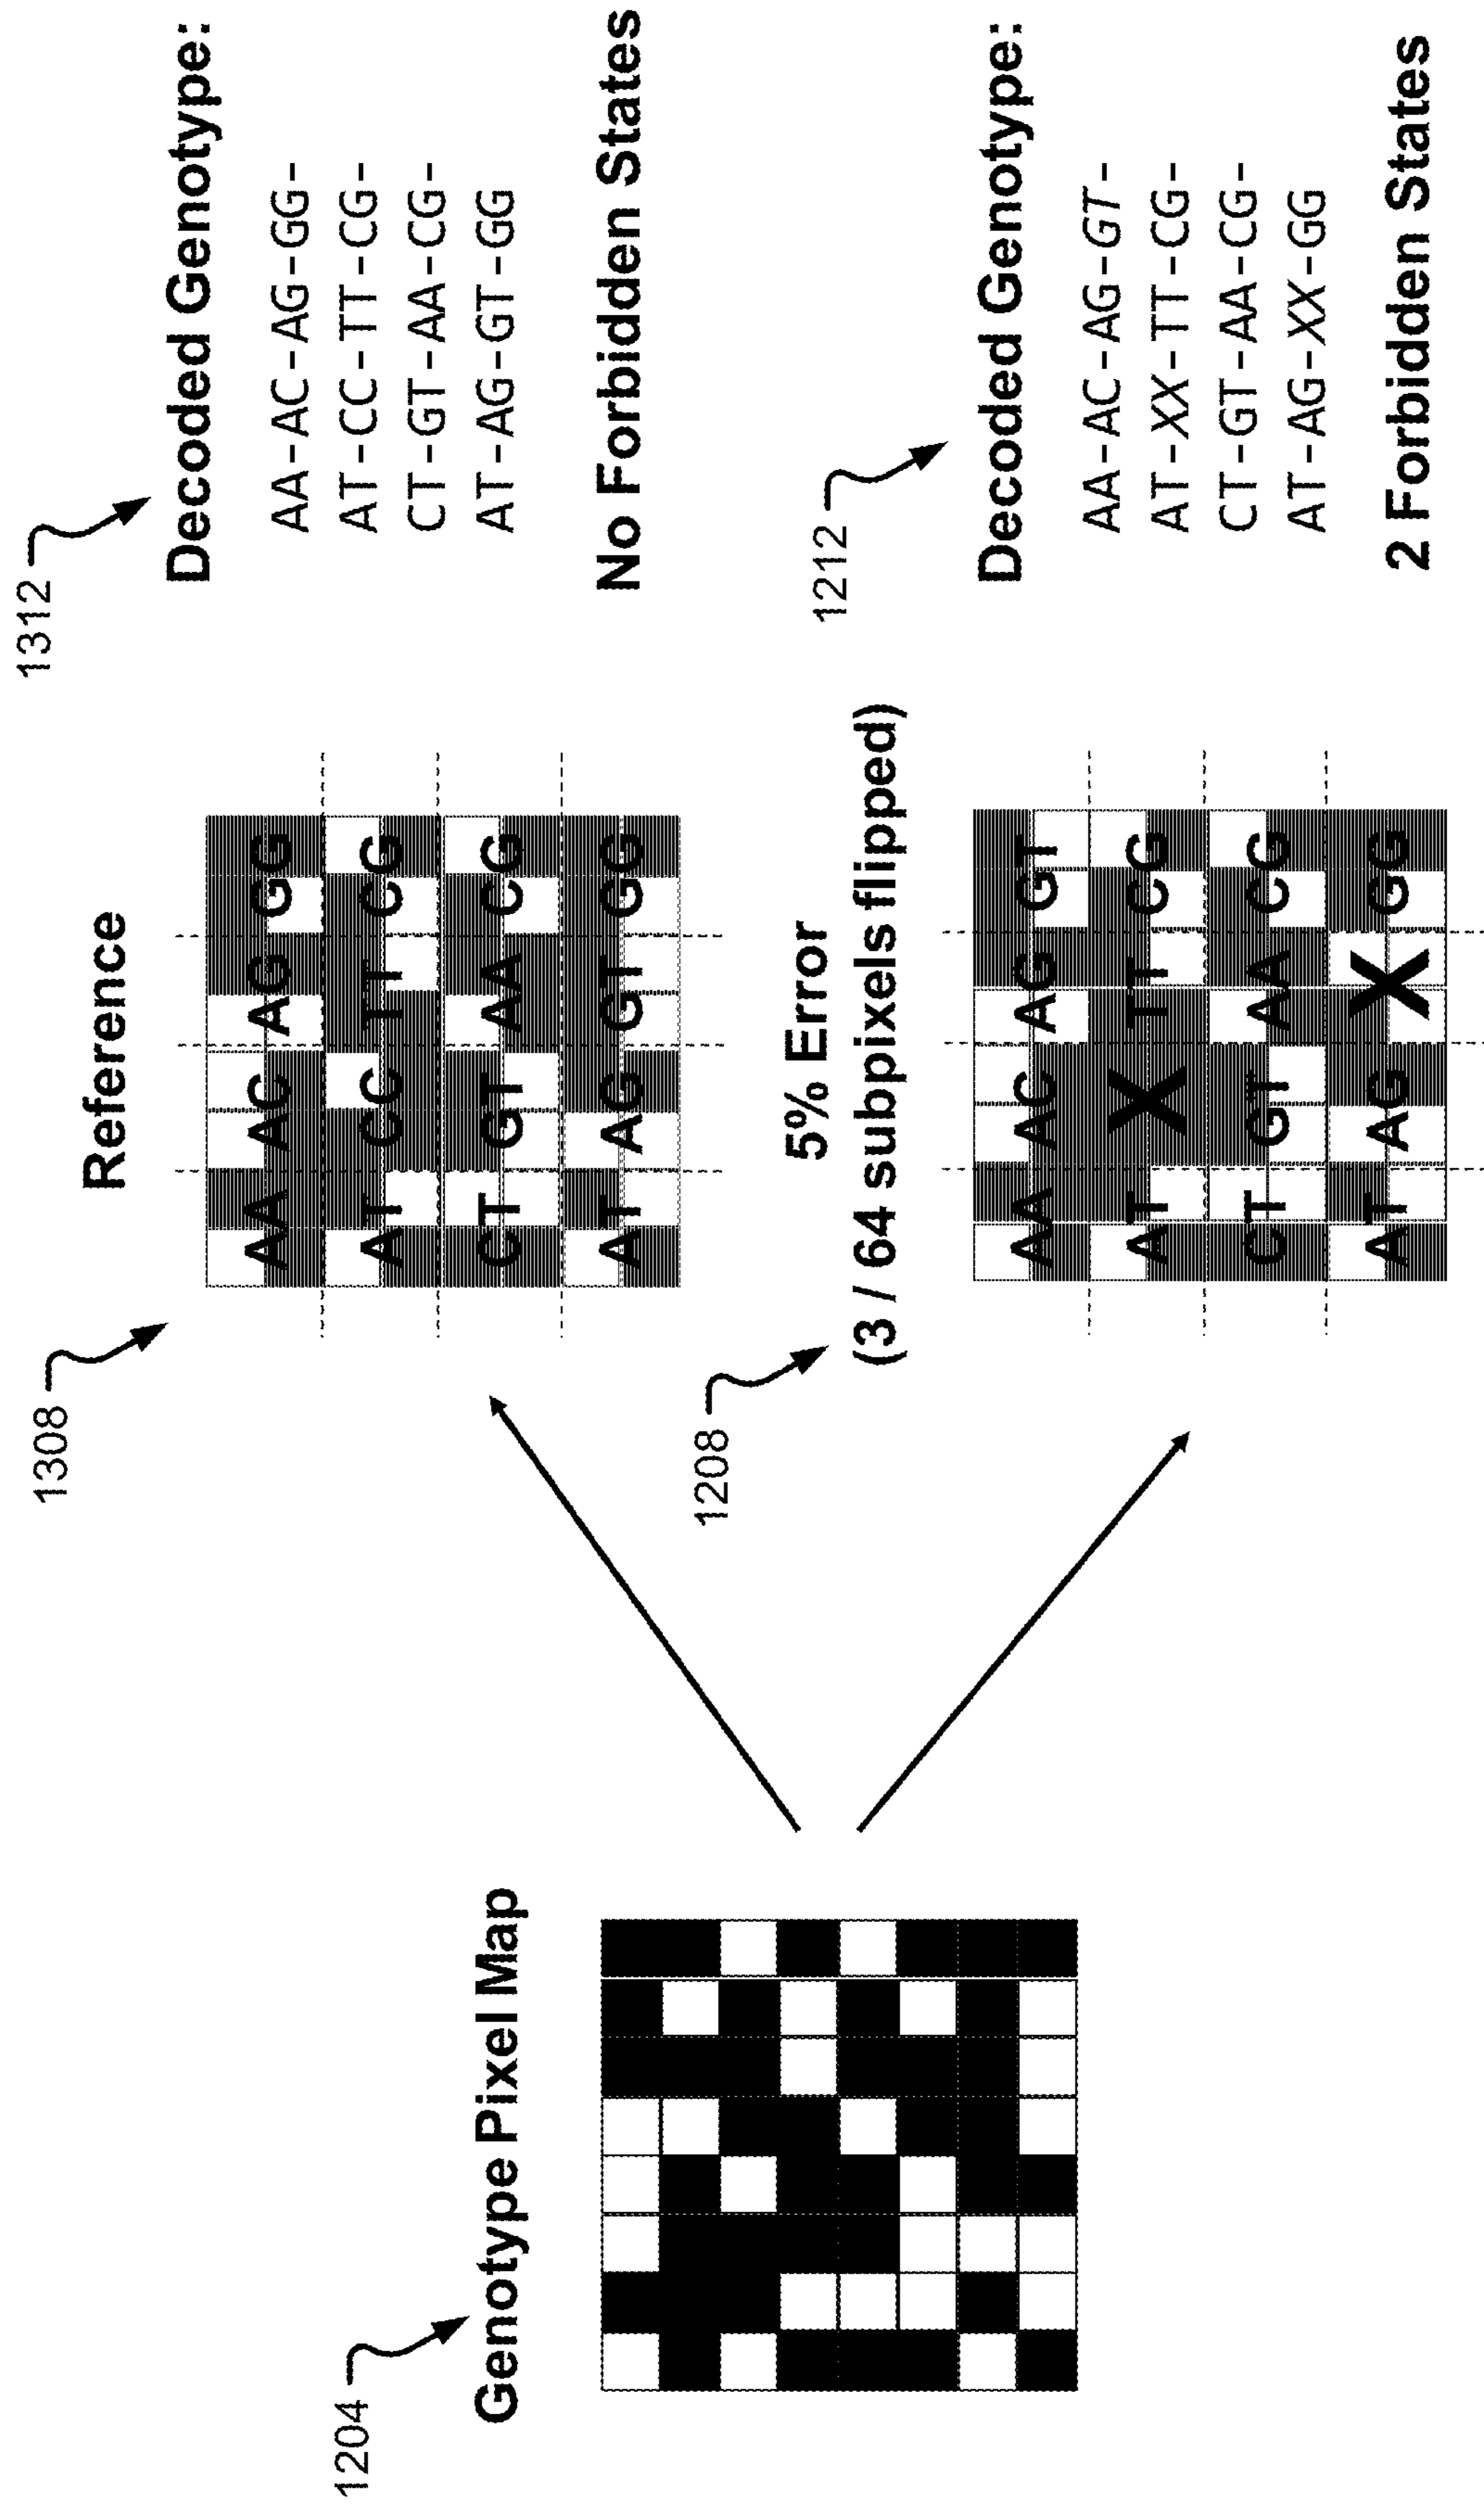 1204
Genotype Pixel Map
1308
Reference
AA AC AG GG
AT CC TT CG
CT GT AA CG
AT AG GT GG
1312
Decoded Genotype:
AA-AC-AG-GG-
AT-CC-TT-CG-
CT-GT-AA-CG-
AT-AG-GT-GG
No Forbidden States
1208
5% Error
(3 / 64 subpixels flipped)
AA AC AG GT
AT X TT CG
CT GT AA CG
AT AG X GG
1212
Decoded Genotype:
AA-AC-AG-GT-
AT-XX-TT-CG-
CT-GT-AA-CG-
AT-AG-XX-GG
2 Forbidden States